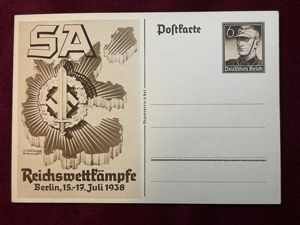 SA
Reichswettkämpfe
Berlin, 15.-17. Juli 1938
Postkarte
6
Deutsches Reich